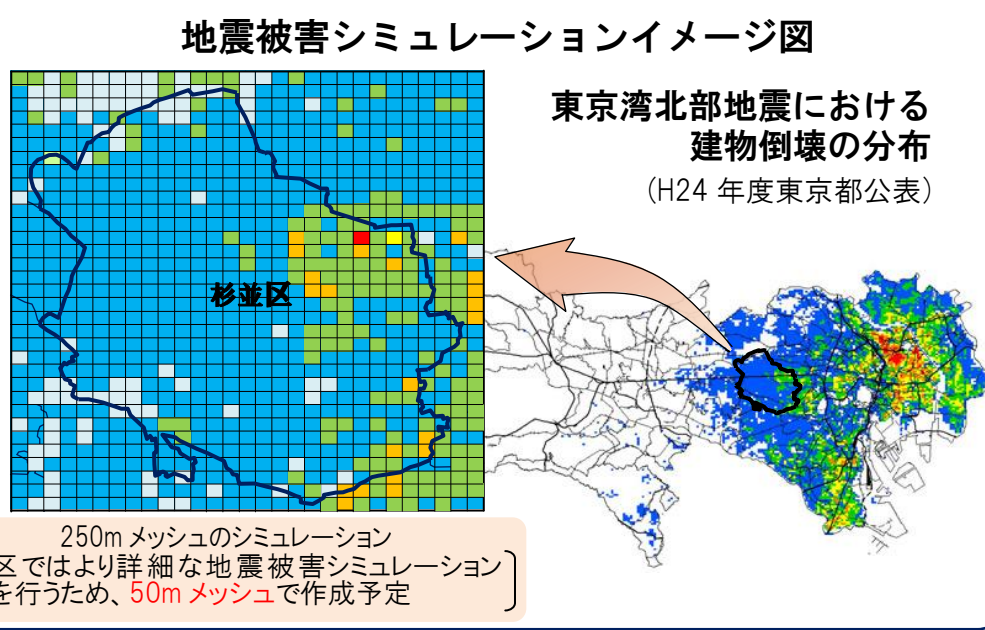 地震被害シミュレーションイメージ図
東京湾北部地震における
建物倒壊の分布
（H24 年度東京都公表）
杉並区
250m メッシュのシミュレーション
区ではより詳細な地震被害シミュレーション
を行うため、50m メッシュで作成予定